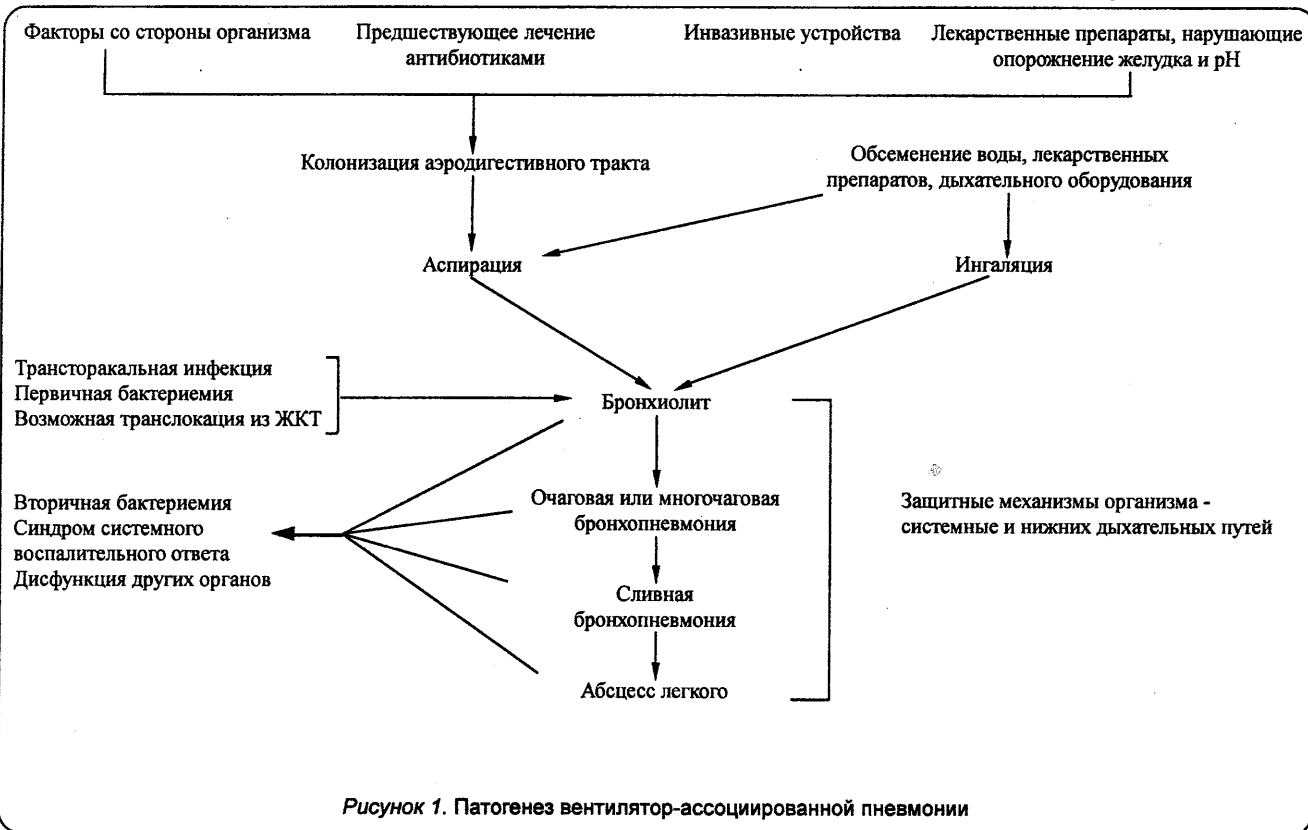 Факторы со стороны организма
Предшествующее лечение
антибиотиками
Инвазивные устройства
Лекарственные препараты, нарушающие
опорожнение желудка и pH
Колонизация аэродигестивного тракта
Обсеменение воды, лекарственных
препаратов, дыхательного оборудования
Аспирация
Ингаляция
Трансторакальная инфекция
Первичная бактериемия
Возможная транслокация из ЖКТ
Бронхиолит
Вторичная бактериемия
Синдром системного
воспалительного ответа
Дисфункция других органов
Очаговая или многочаговая
бронхопневмония
Защитные механизмы организма -
системные и нижних дыхательных путей
Сливная
бронхопневмония
Абсцесс легкого
Рисунок 1. Патогенез вентилятор-ассоциированной пневмонии